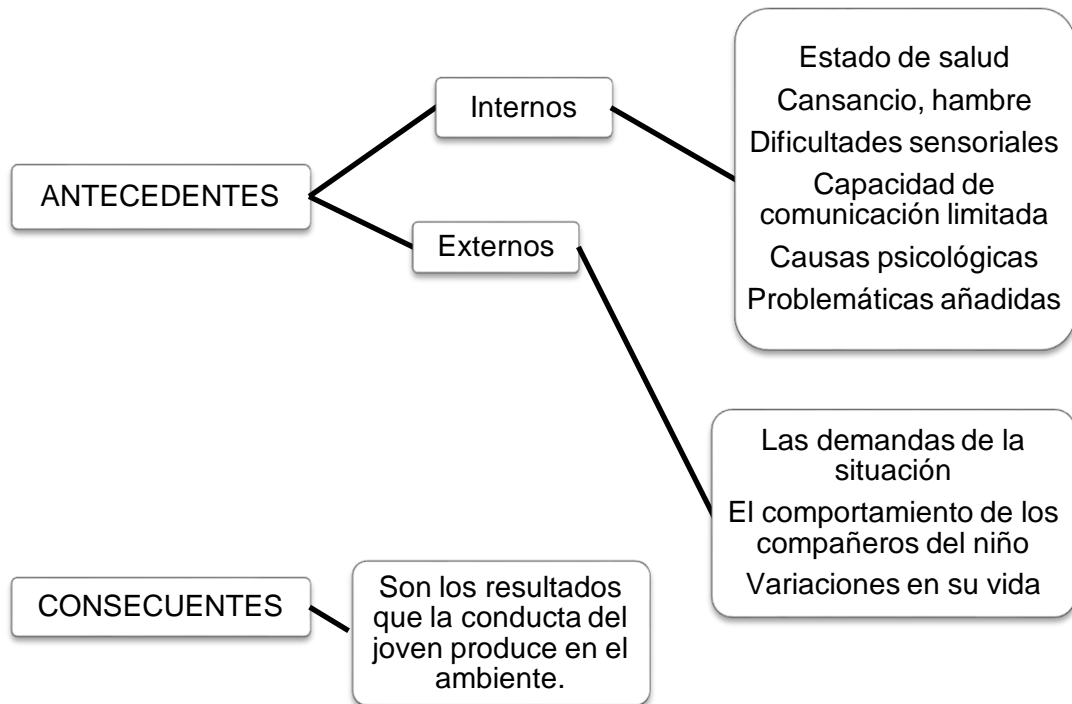 ANTECEDENTES
Internos
Estado de salud
Cansancio, hambre
Dificultades sensoriales
Capacidad de
comunicación limitada
Causas psicológicas
Problemáticas añadidas
Externos
Las demandas de la
situación
El comportamiento de los
compañeros del niño
Variaciones en su vida
CONSECUENTES
Son los resultados
que la conducta del
joven produce en el
ambiente.